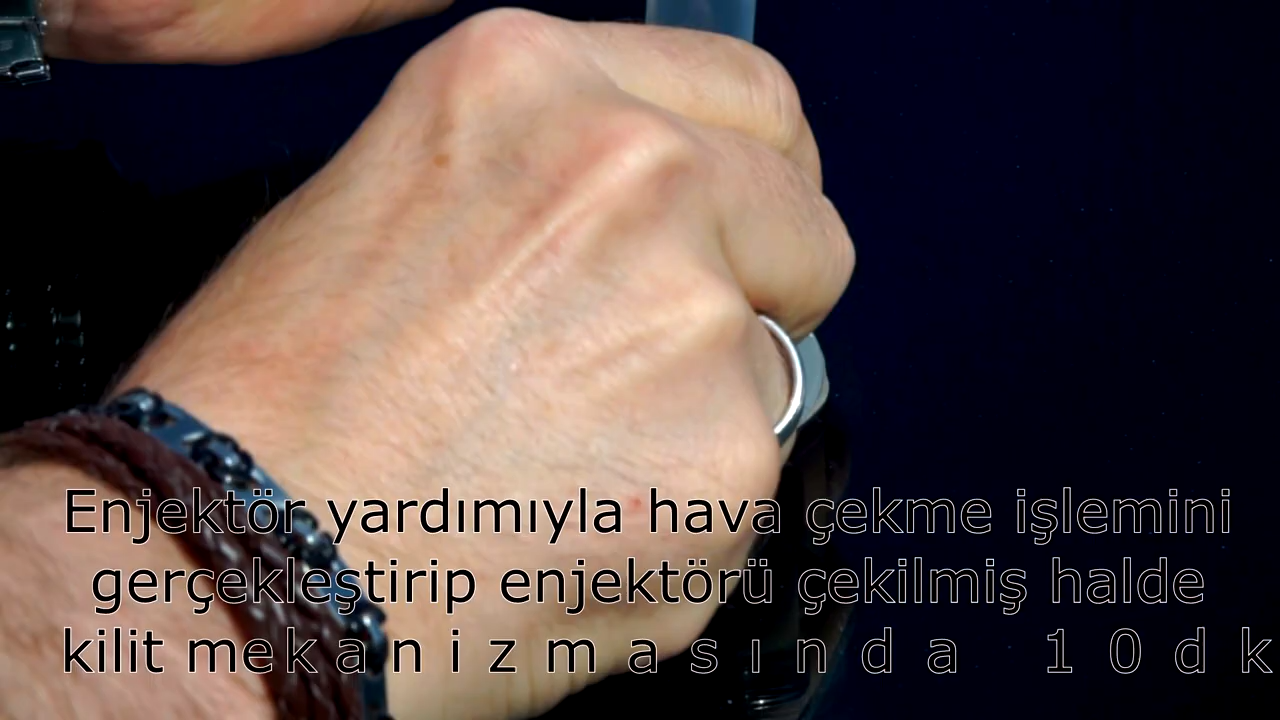 Enjektör yardımıyla hava çekme işlemini
gerçekleştirip enjektörü çekilmiş halde
kilit mekanizmasında 10dk